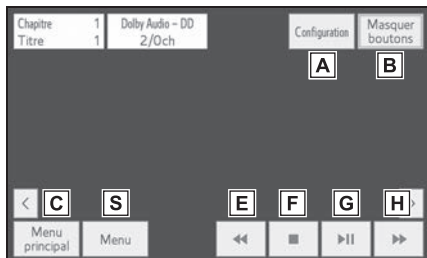 Chapitre 1
Titre 1
Dolby Audio – DD
2/0ch
Configuration
Masquer
boutons
A
B
C
S
E
F
G
H
Menu
principal
Menu